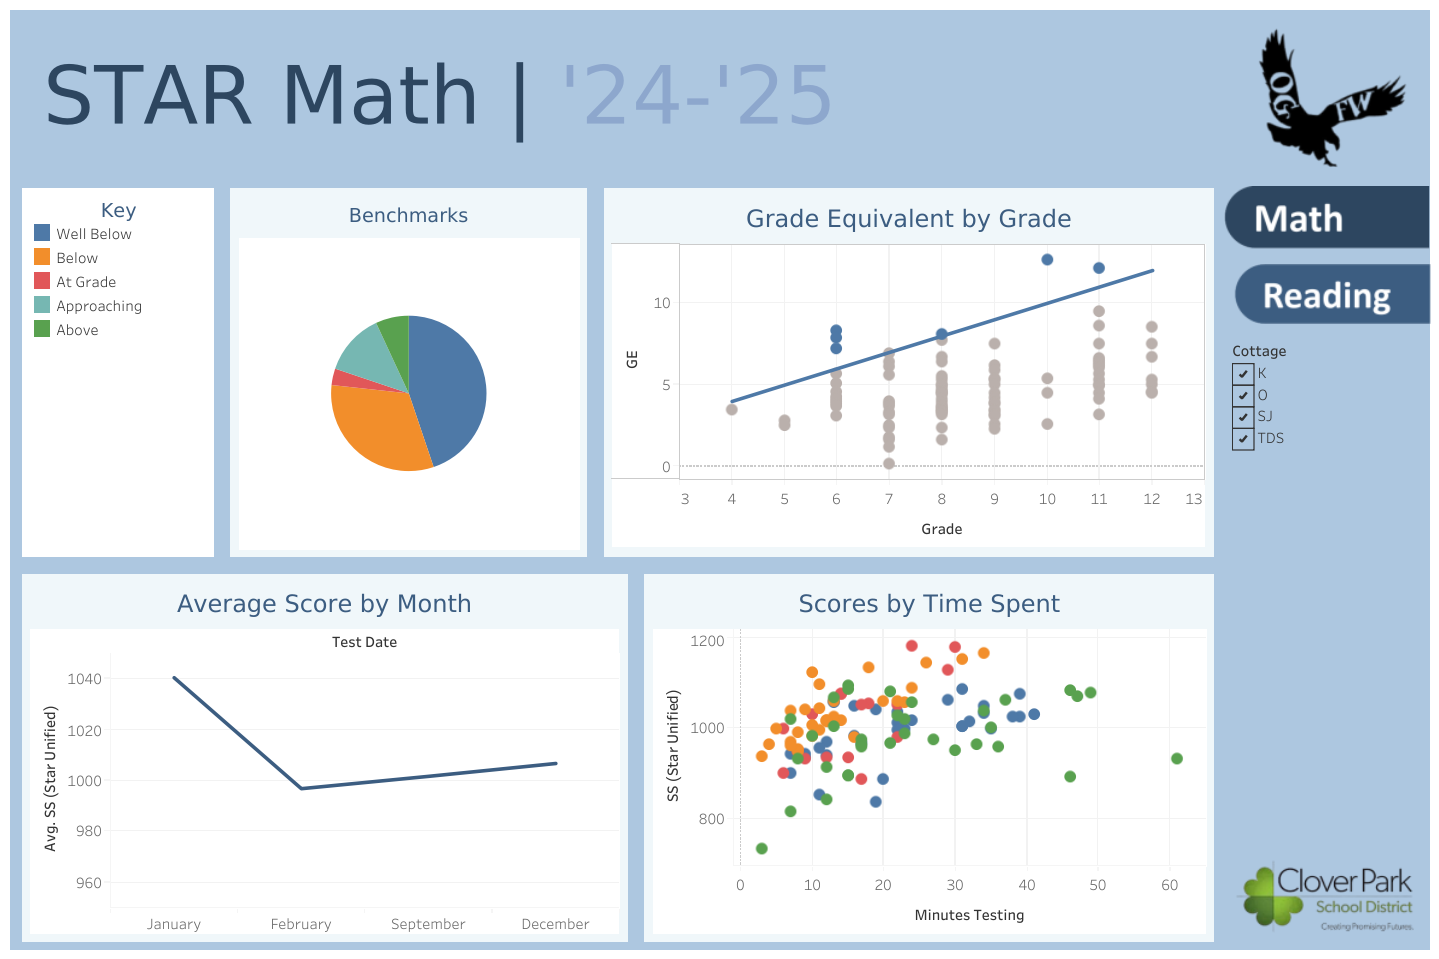 STAR Math | '24-'25
OG FW
Key
Well Below
Below
At Grade
Approaching
Above
Benchmarks
Grade Equivalent by Grade
GE
10
5
0
3 4 5 6 7 8 9 10 11 12 13
Grade
Math
Reading
Cottage
K
O
SJ
TDS
Average Score by Month
Test Date
Avg. SS (Star Unified)
1040
1020
1000
980
960
January February September December
Scores by Time Spent
SS (Star Unified)
1200
1000
800
0 10 20 30 40 50 60
Minutes Testing
Clover Park
School District
Creating Promising Futures.